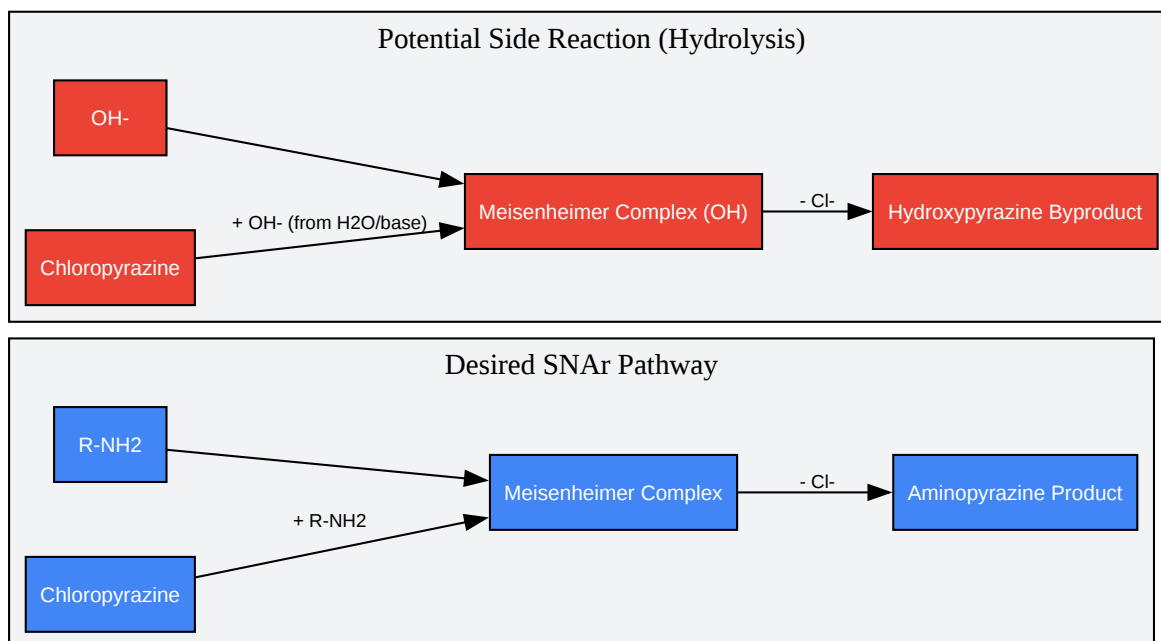 Potential Side Reaction (Hydrolysis)
OH-
+ OH- (from H2O/base)
Chloropyrazine
Meisenheimer Complex (OH)
- Cl-
Hydroxypyrazine Byproduct
Desired SNAr Pathway
R-NH2
+ R-NH2
Chloropyrazine
Meisenheimer Complex
- Cl-
Aminopyrazine Product